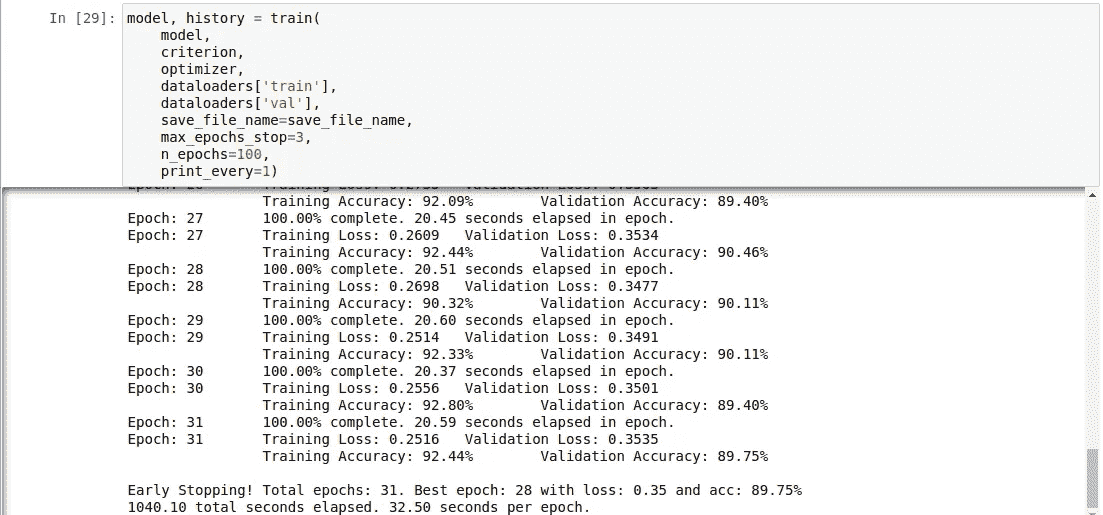 In [29]: model, history = train(
model,
criterion,
optimizer,
dataloaders['train'],
dataloaders['val'],
save_file_name=save_file_name,
max_epochs_stop=3,
n_epochs=100,
print_every=1)
Training Accuracy: 92.09% Validation Accuracy: 89.40%
Epoch: 27 100.00% complete. 20.45 seconds elapsed in epoch.
Epoch: 27 Training Loss: 0.2609 Validation Loss: 0.3534
Training Accuracy: 92.44% Validation Accuracy: 90.46%
Epoch: 28 100.00% complete. 20.51 seconds elapsed in epoch.
Epoch: 28 Training Loss: 0.2698 Validation Loss: 0.3477
Training Accuracy: 90.32% Validation Accuracy: 90.11%
Epoch: 29 100.00% complete. 20.60 seconds elapsed in epoch.
Epoch: 29 Training Loss: 0.2514 Validation Loss: 0.3491
Training Accuracy: 92.33% Validation Accuracy: 90.11%
Epoch: 30 100.00% complete. 20.37 seconds elapsed in epoch.
Epoch: 30 Training Loss: 0.2556 Validation Loss: 0.3501
Training Accuracy: 92.80% Validation Accuracy: 89.40%
Epoch: 31 100.00% complete. 20.59 seconds elapsed in epoch.
Epoch: 31 Training Loss: 0.2516 Validation Loss: 0.3535
Training Accuracy: 92.44% Validation Accuracy: 89.75%
Early Stopping! Total epochs: 31. Best epoch: 28 with loss: 0.35 and acc: 89.75%
1040.10 total seconds elapsed. 32.50 seconds per epoch.